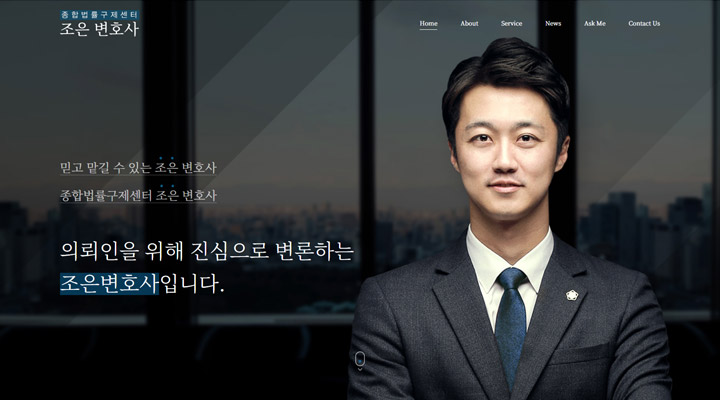 종합법률구제센터
조은 변호사
Home About Service News Ask Me Contact Us
믿고 맡길 수 있는 조은 변호사
종합법률구제센터 조은 변호사
의뢰인을 위해 진심으로 변론하는
조은변호사입니다.